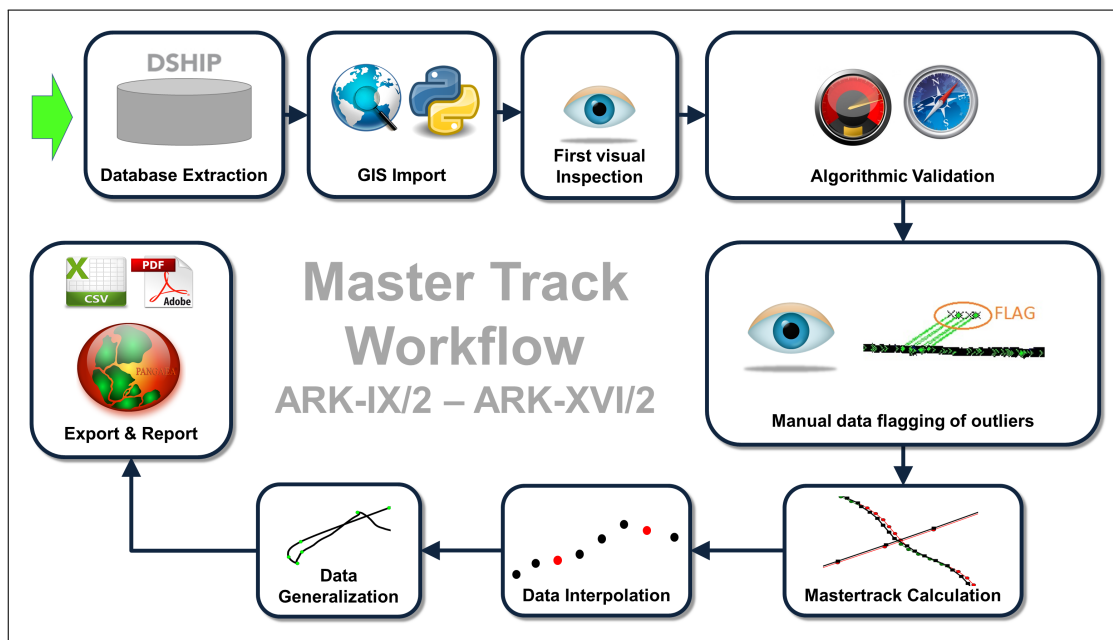 DSHIP
Database Extraction
GIS Import
First visual
Inspection
N
E
S
Algorithmic Validation
FLAG
Manual data flagging of outliers
Master Track
Workflow
ARK-IX/2 – ARK-XVI/2
X
CSV
PDF
Adobe
PANGAEA
Export & Report
Data
Generalization
Data Interpolation
Mastertrack Calculation